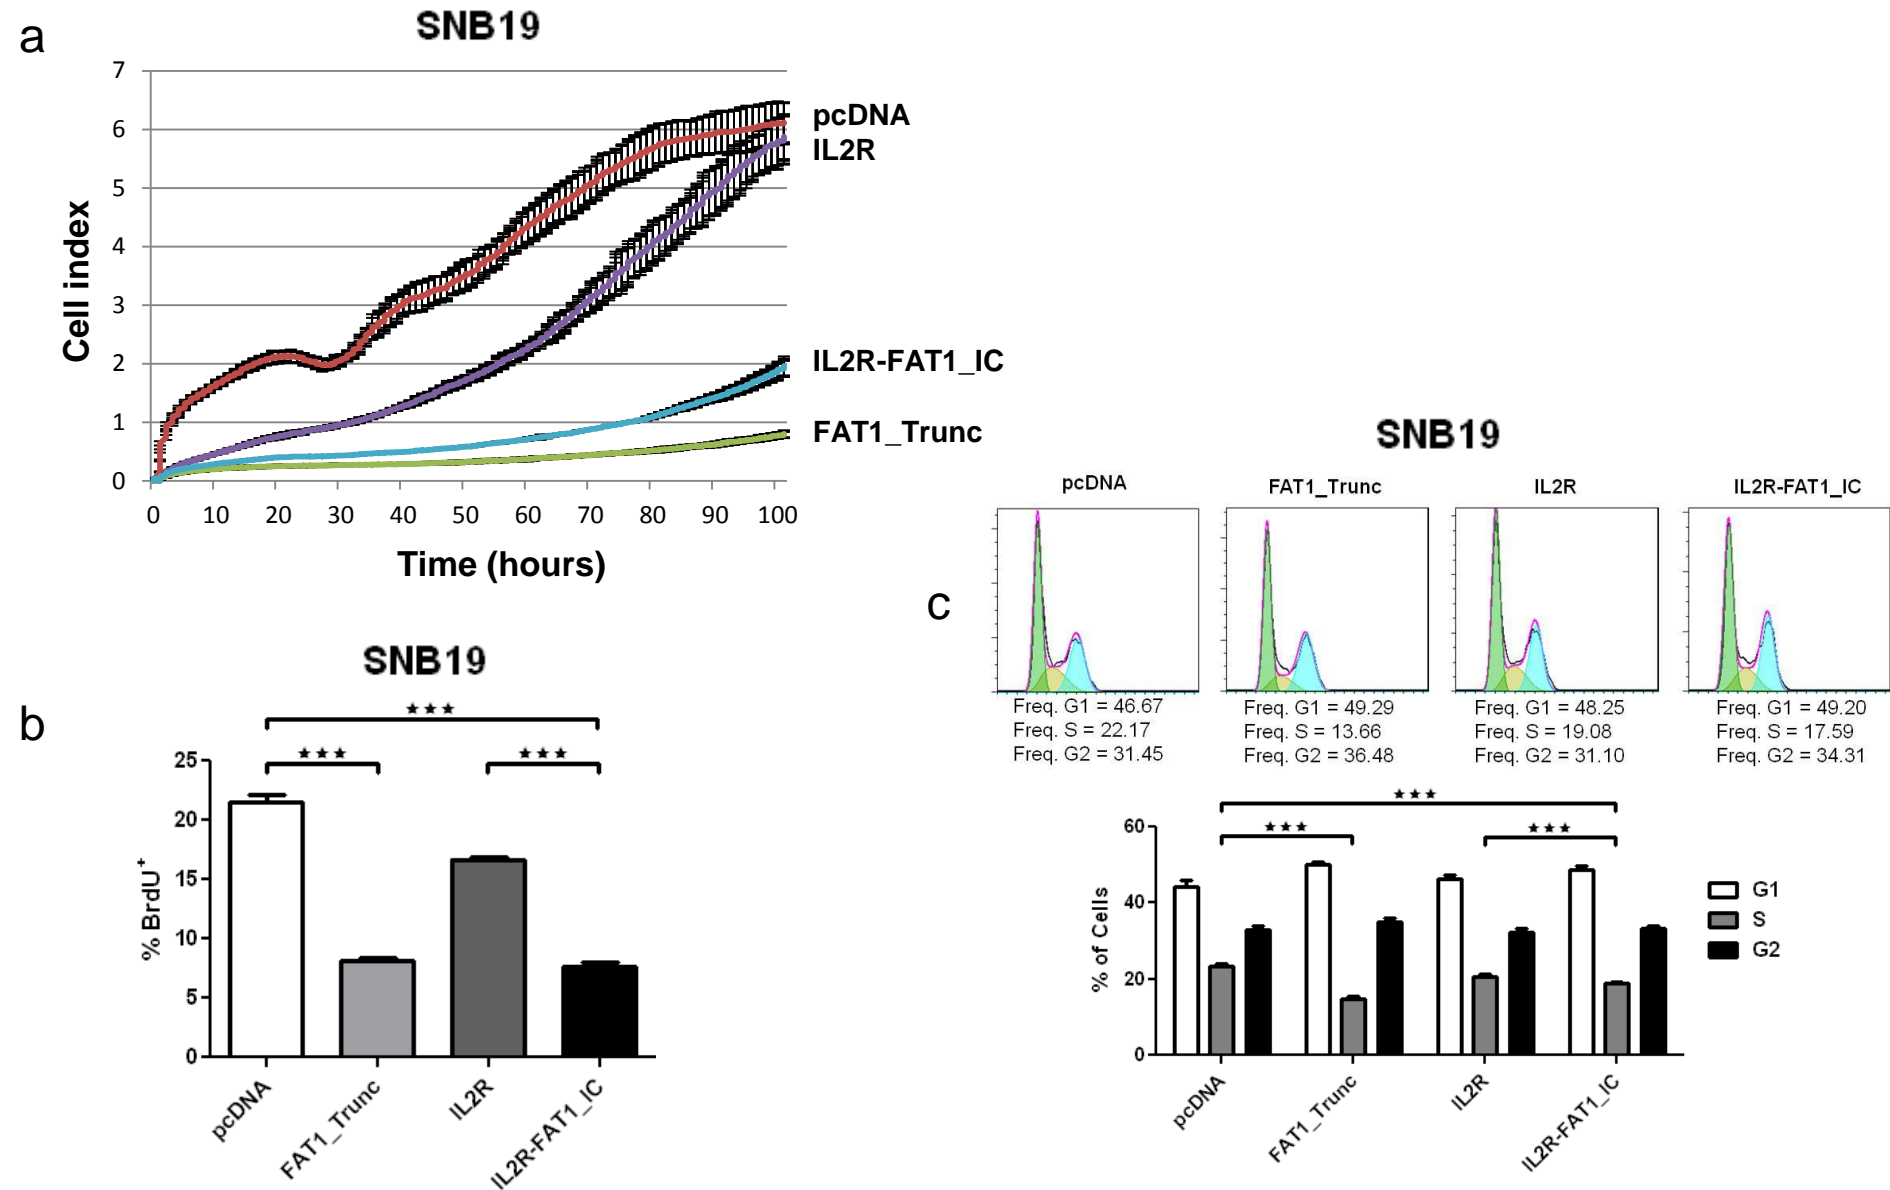 a
SNB19
7
6
5
4
3
2
1
0
Cell index
0 10 20 30 40 50 60 70 80 90 100
Time (hours)
pcDNA
IL2R
IL2R-FAT1_IC
FAT1_Trunc
b
SNB19
★★★
★★★ ★★★
25
20
15
10
5
0
% BrdU+
pcDNA
FAT1_Trunc
IL2R
IL2R-FAT1_IC
c
SNB19
pcDNA FAT1_Trunc IL2R IL2R-FAT1_IC
Freq. G1 = 46.67
Freq. S = 22.17
Freq. G2 = 31.45
Freq. G1 = 49.29
Freq. S = 13.66
Freq. G2 = 36.48
Freq. G1 = 48.25
Freq. S = 19.08
Freq. G2 = 31.10
Freq. G1 = 49.20
Freq. S = 17.59
Freq. G2 = 34.31
★★★
★★★ ★★★
60
40
20
0
% of Cells
pcDNA
FAT1_Trunc
IL2R
IL2R-FAT1_IC
G1
S
G2